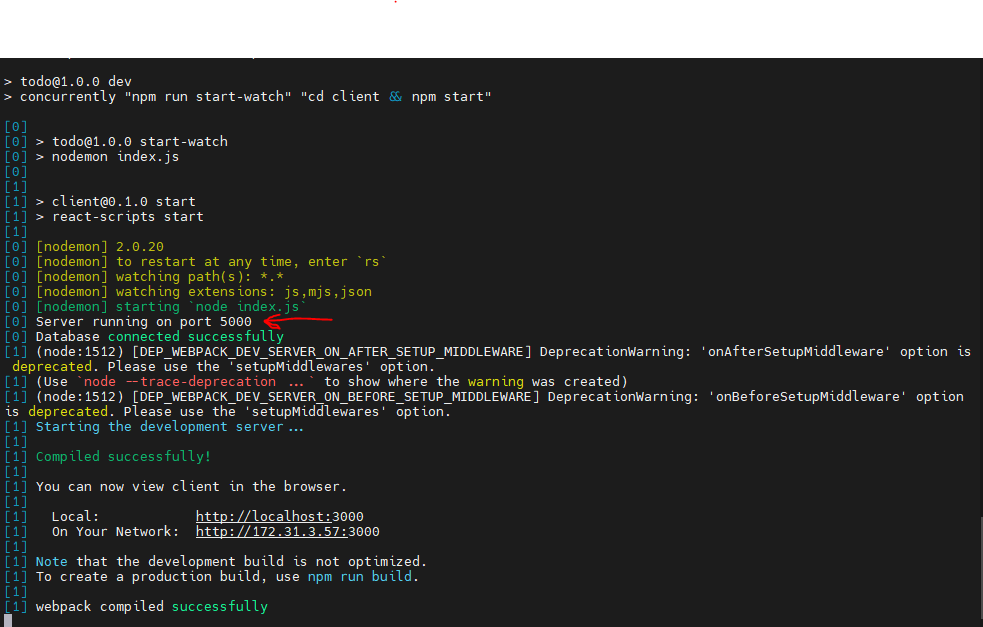 > todo@1.0.0 dev
> concurrently "npm run start-watch" "cd client && npm start"
[0]
[0] > todo@1.0.0 start-watch
[0] > nodemon index.js
[0]
[1]
[1] > client@0.1.0 start
[1] > react-scripts start
[1]
[0] [nodemon] 2.0.20
[0] [nodemon] to restart at any time, enter `rs`
[0] [nodemon] watching path(s): *.*
[0] [nodemon] watching extensions: js,mjs,json
[0] [nodemon] starting `node index.js`
[0] Server running on port 5000
[0] Database connected successfully
[1] (node:1512) [DEP_WEBPACK_DEV_SERVER_ON_AFTER_SETUP_MIDDLEWARE] DeprecationWarning: 'onAfterSetupMiddleware' option is
deprecated. Please use the 'setupMiddlewares' option.
[1] (Use `node --trace-deprecation ...` to show where the warning was created)
[1] (node:1512) [DEP_WEBPACK_DEV_SERVER_ON_BEFORE_SETUP_MIDDLEWARE] DeprecationWarning: 'onBeforeSetupMiddleware' option
is deprecated. Please use the 'setupMiddlewares' option.
[1] Starting the development server...
[1]
[1] Compiled successfully!
[1]
[1] You can now view client in the browser.
[1]
[1] Local: http://localhost:3000
[1] On Your Network: http://172.31.3.57:3000
[1]
[1] Note that the development build is not optimized.
[1] To create a production build, use npm run build.
[1]
[1] webpack compiled successfully